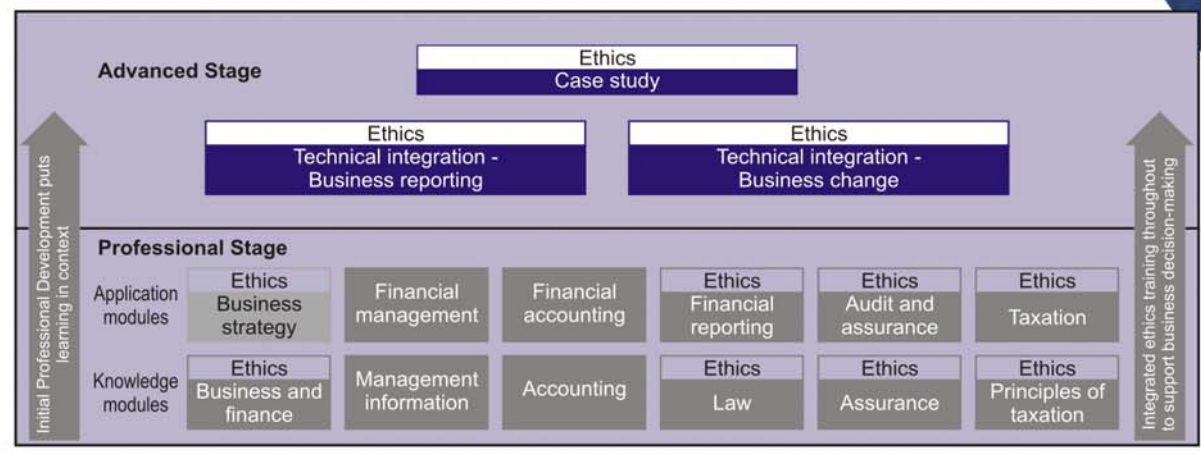 Advanced Stage
Ethics
Case study
Ethics
Technical integration -
Business reporting
Ethics
Technical integration -
Business change
Initial Professional Development puts
learning in context
Integrated ethics training throughout
to support business decision-making
Professional Stage
Application
modules
Ethics
Business
strategy
Financial
management
Financial
accounting
Ethics
Financial
reporting
Ethics
Audit and
assurance
Ethics
Taxation
Knowledge
modules
Ethics
Business and
finance
Management
information
Accounting
Ethics
Law
Ethics
Assurance
Ethics
Principles of
taxation